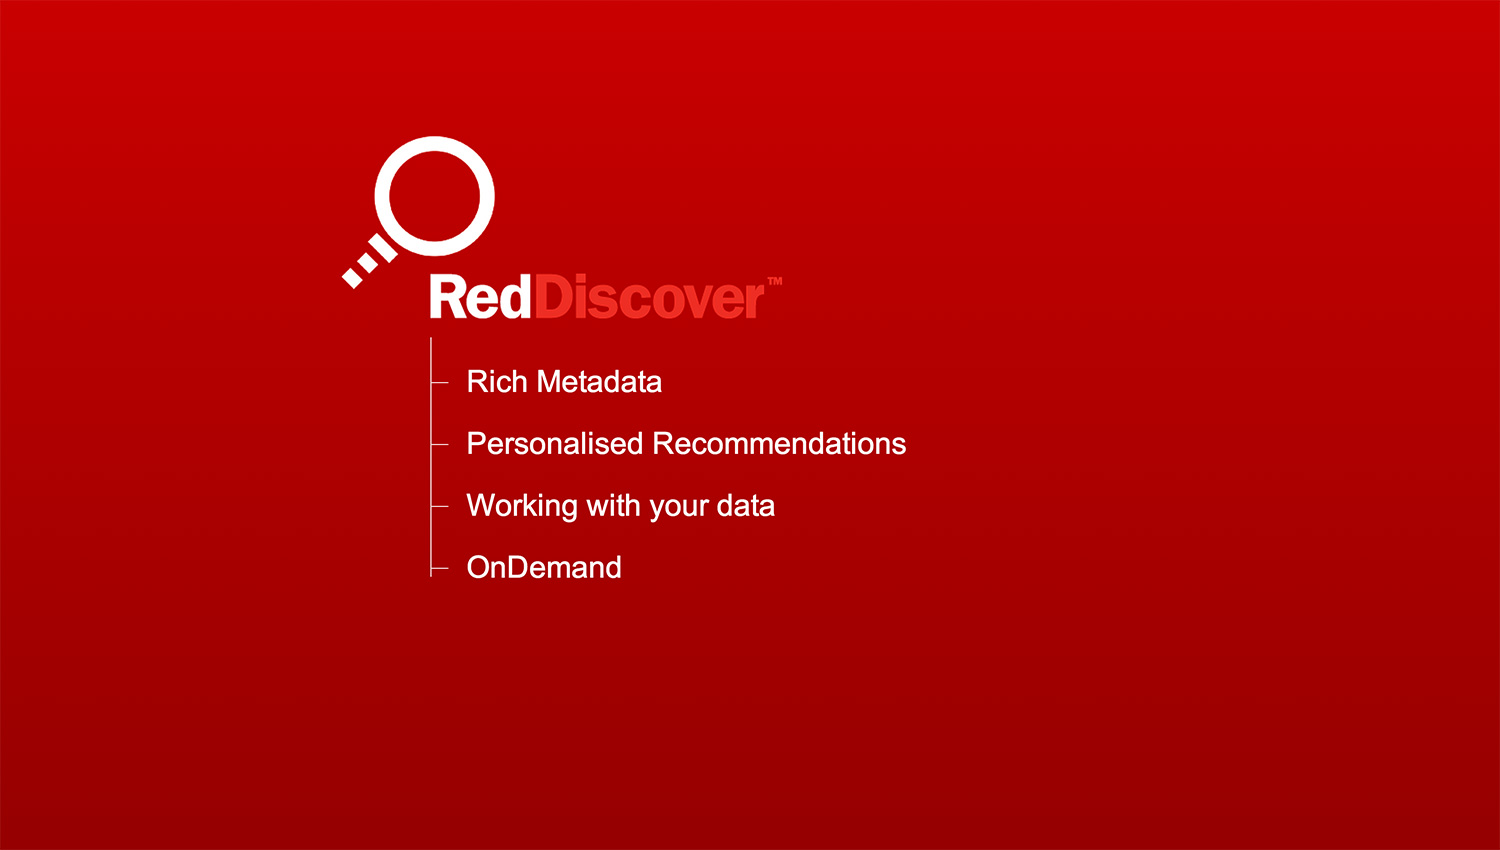 RedDiscover™
Rich Metadata
Personalised Recommendations
Working with your data
OnDemand